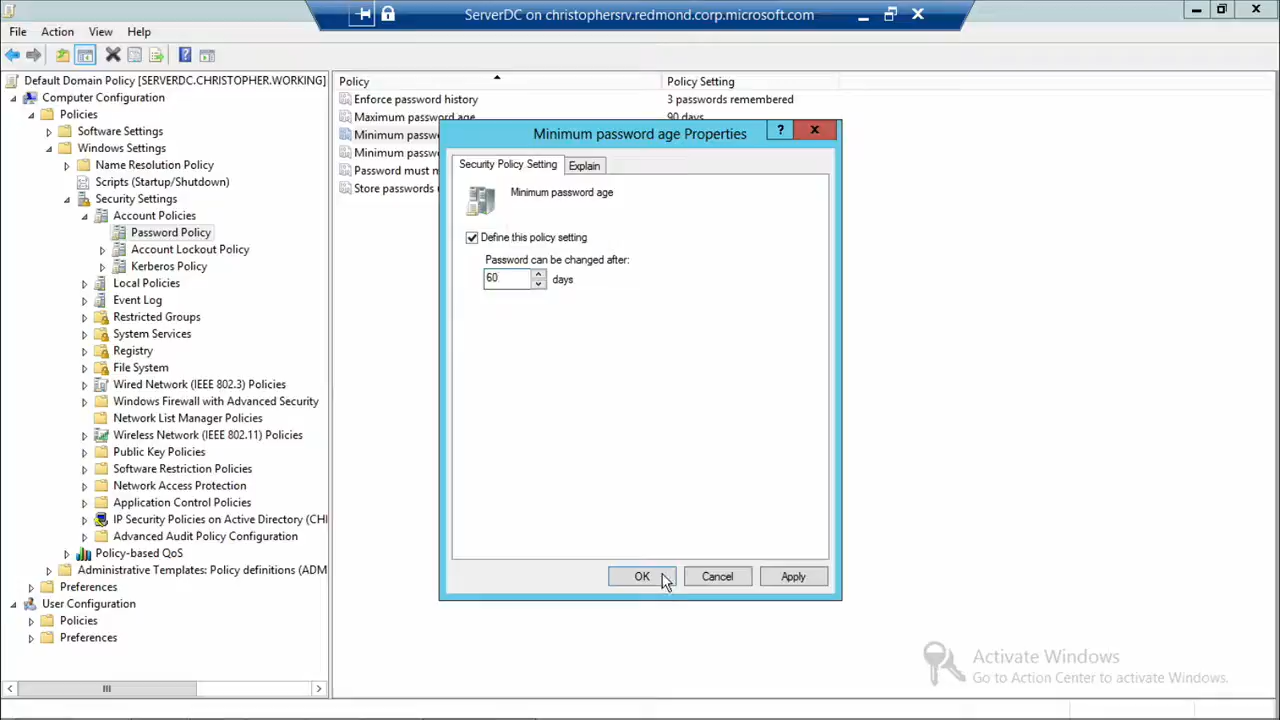 ServerDC on christophersrv.redmond.corp.microsoft.com
File Action View Help
Default Domain Policy [SERVERDC.CHRISTOPHER.WORKING]
Computer Configuration
Policies
Software Settings
Windows Settings
Name Resolution Policy
Scripts (Startup/Shutdown)
Security Settings
Account Policies
Password Policy
Account Lockout Policy
Kerberos Policy
Local Policies
Event Log
Restricted Groups
System Services
Registry
File System
Wired Network (IEEE 802.3) Policies
Windows Firewall with Advanced Security
Network List Manager Policies
Wireless Network (IEEE 802.11) Policies
Public Key Policies
Software Restriction Policies
Network Access Protection
Application Control Policies
IP Security Policies on Active Directory (CHI
Advanced Audit Policy Configuration
Policy-based QoS
Administrative Templates: Policy definitions (ADM
Preferences
User Configuration
Policies
Preferences
Policy Policy Setting
Enforce password history 3 passwords remembered
Maximum password age 90 days
Minimum passw
Minimum passw
Password must n
Store passwords
Minimum password age Properties
?
Security Policy Setting Explain
Minimum password age
Define this policy setting
Password can be changed after:
60 days
OK Cancel Apply
Activate Windows
Go to Action Center to activate Windows.